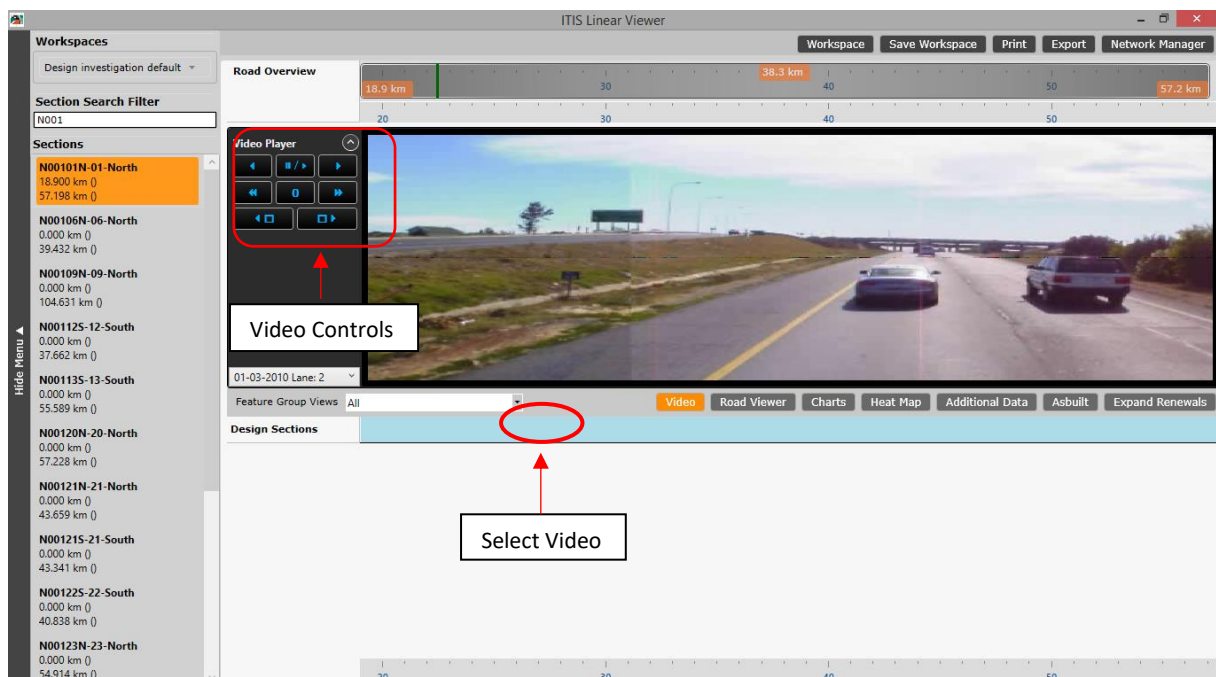 ITIS Linear Viewer
Workspaces
Workspace Save Workspace Print Export Network Manager
Design investigation default
Road Overview
38.3 km
18.9 km 30 40 50 57.2 km
20 30 40 50
Section Search Filter
N001
Sections
N00101N-01-North
18.900 km ()
57.198 km ()
N00106N-06-North
0.000 km ()
39.432 km ()
N00109N-09-North
0.000 km ()
104.631 km ()
N00112S-12-South
0.000 km ()
37.662 km ()
N00113S-13-South
0.000 km ()
55.589 km ()
N00120N-20-North
0.000 km ()
57.228 km ()
N00121N-21-North
0.000 km ()
43.659 km ()
N00121S-21-South
0.000 km ()
43.341 km ()
N00122S-22-South
0.000 km ()
40.838 km ()
N00123N-23-North
0.000 km ()
54.914 km ()
Hide Menu
Video Player
0
Video Controls
01-03-2010 Lane: 2
Feature Group Views All
Video Road Viewer Charts Heat Map Additional Data Asbuilt Expand Renewals
Design Sections
Select Video
20 30 40 50